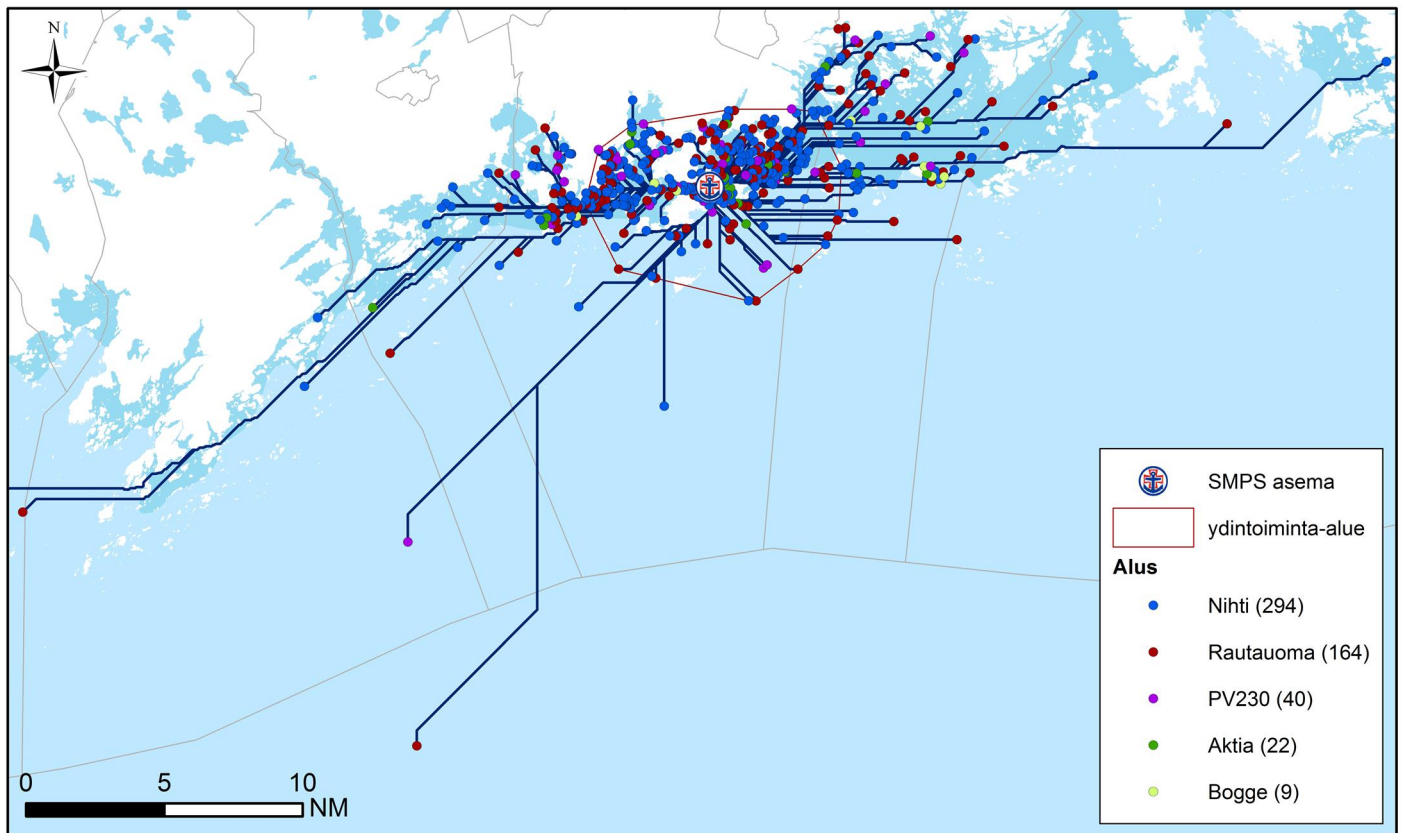 N
SMPS asema
ydintoiminta-alue
Alus
Nihti (294)
Rautauoma (164)
PV230 (40)
Aktia (22)
Bogge (9)
0 5 10
NM